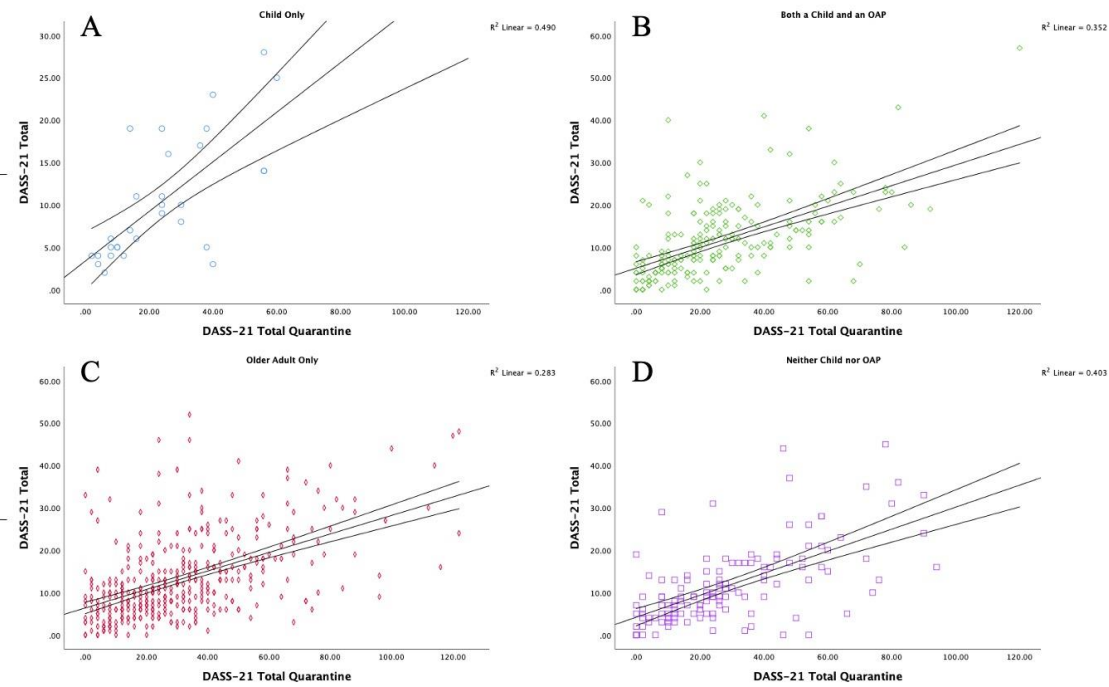 Child Only
A
R² Linear = 0.490
30.00
25.00
20.00
15.00
10.00
5.00
.00
DASS-21 Total
.00 20.00 40.00 60.00 80.00 100.00 120.00
DASS-21 Total Quarantine
Both a Child and an OAP
B
R² Linear = 0.352
60.00
50.00
40.00
30.00
20.00
10.00
.00
DASS-21 Total
.00 20.00 40.00 60.00 80.00 100.00 120.00
DASS-21 Total Quarantine
Older Adult Only
C
R² Linear = 0.283
60.00
50.00
40.00
30.00
20.00
10.00
.00
DASS-21 Total
.00 20.00 40.00 60.00 80.00 100.00 120.00
DASS-21 Total Quarantine
Neither Child nor OAP
D
R² Linear = 0.403
60.00
50.00
40.00
30.00
20.00
10.00
.00
DASS-21 Total
.00 20.00 40.00 60.00 80.00 100.00 120.00
DASS-21 Total Quarantine